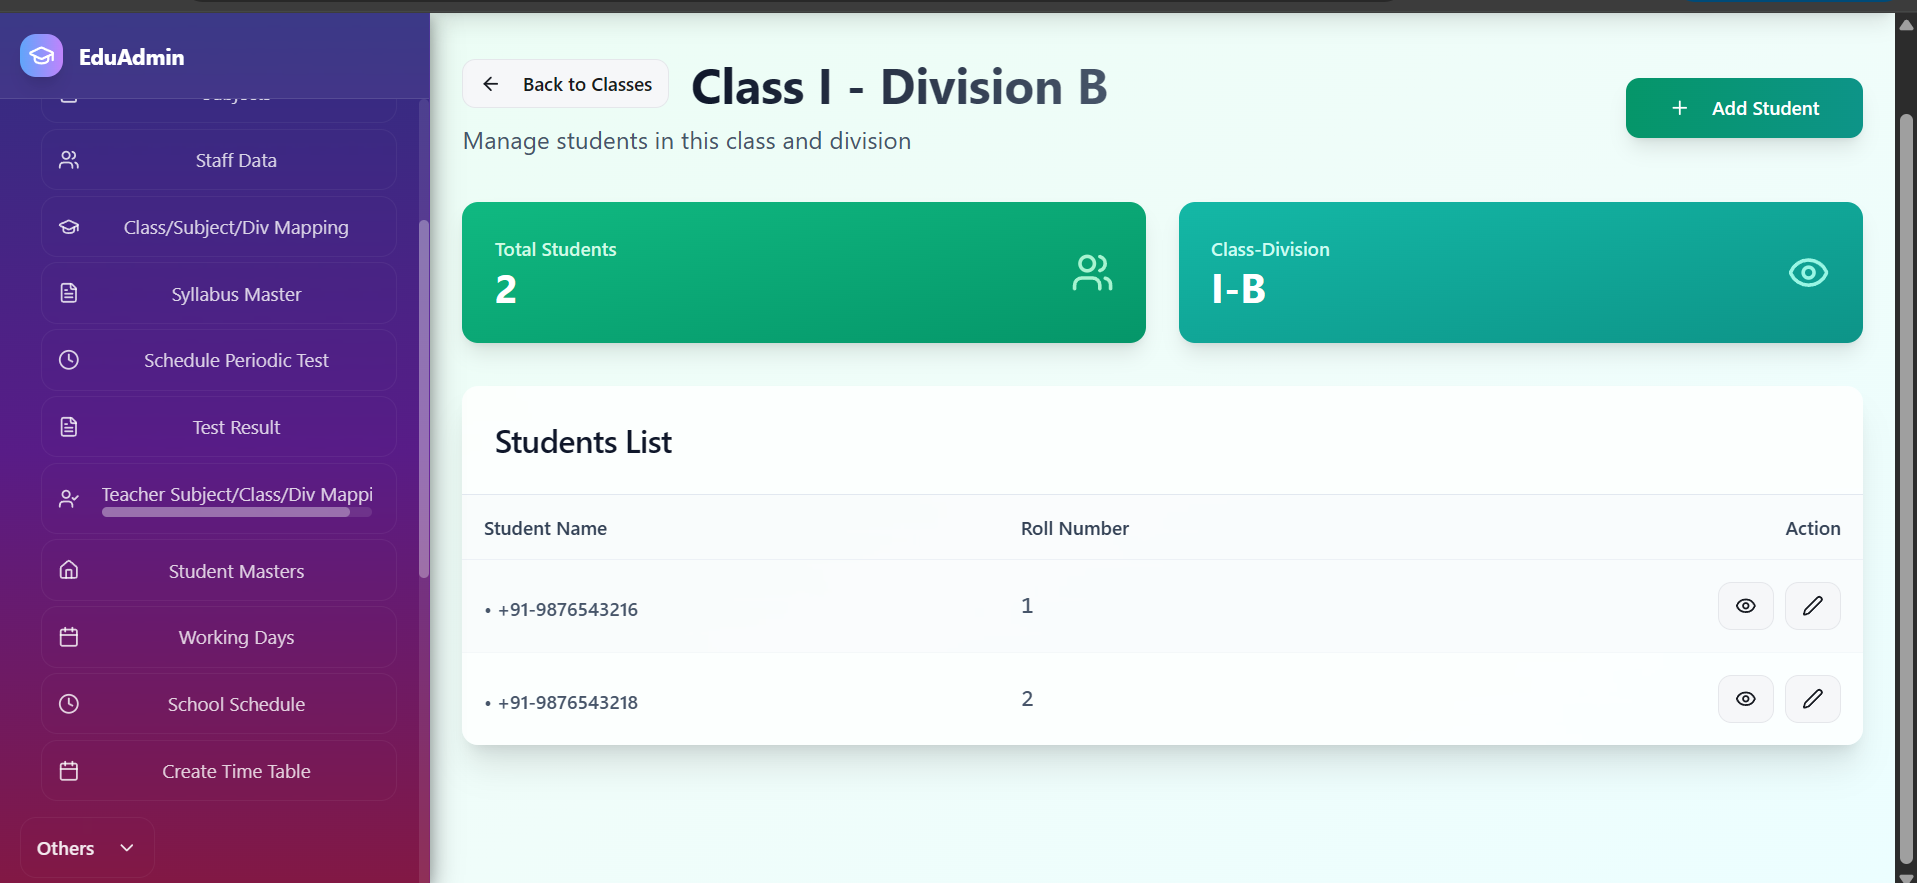 EduAdmin
Subjects
Staff Data
Class/Subject/Div Mapping
Syllabus Master
Schedule Periodic Test
Test Result
Teacher Subject/Class/Div Mappi
Student Masters
Working Days
School Schedule
Create Time Table
Others
Back to Classes
Class I - Division B
Manage students in this class and division
+ Add Student
Total Students
2
Class-Division
I-B
Students List
Student Name Roll Number Action
• +91-9876543216 1
• +91-9876543218 2